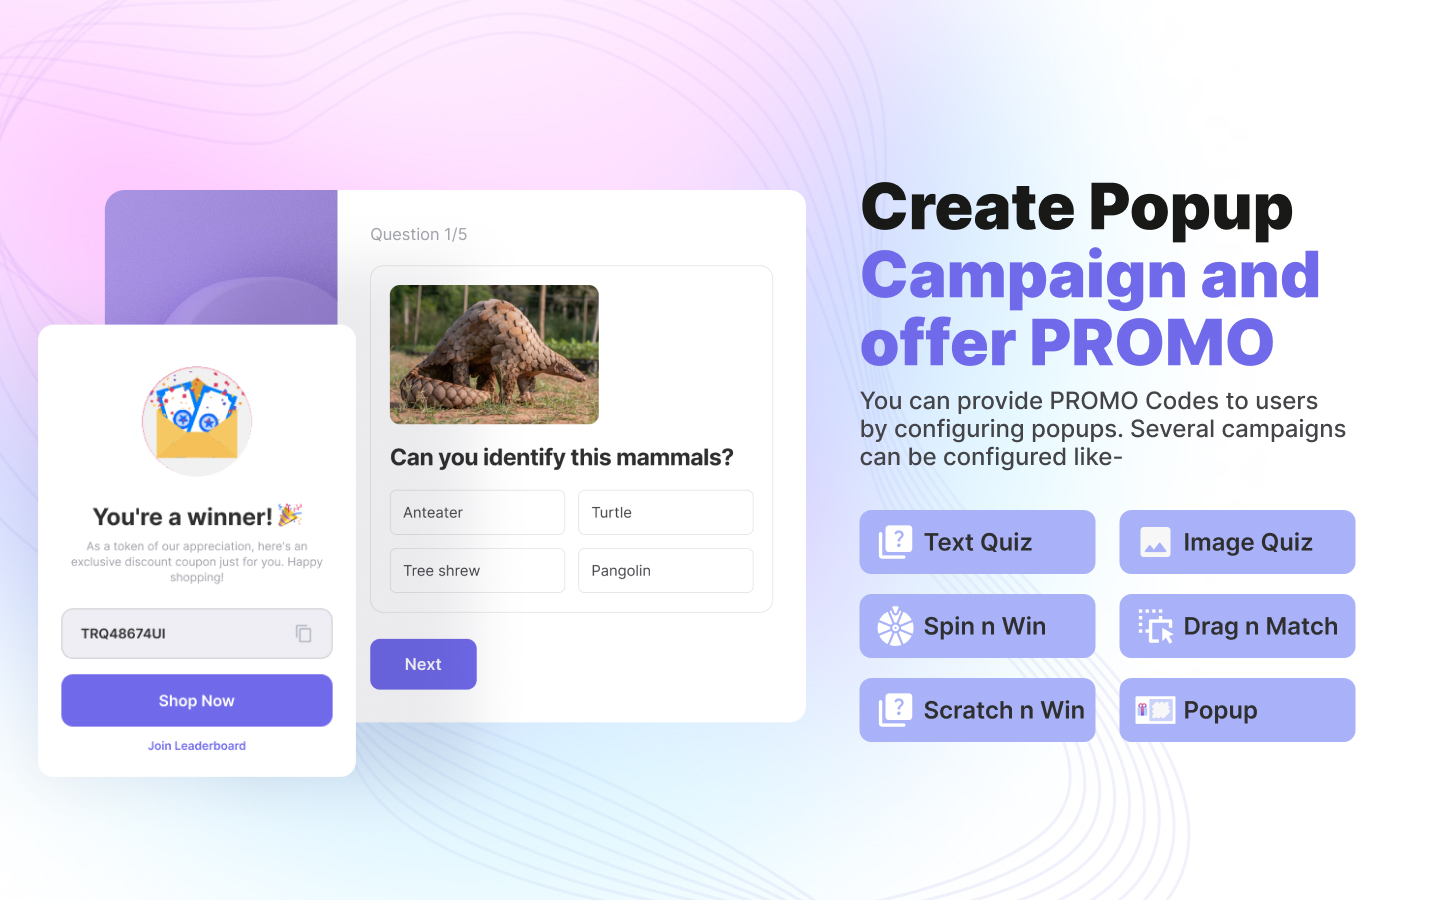 Question 1/5
Can you identify this mammals?
Anteater
Turtle
Tree shrew
Pangolin
Next
You're a winner!
As a token of our appreciation, here's an
exclusive discount coupon just for you. Happy
shopping!
TRQ48674UI
Shop Now
Join Leaderboard
Create Popup
Campaign and
offer PROMO
You can provide PROMO Codes to users
by configuring popups. Several campaigns
can be configured like-
Text Quiz
Image Quiz
Spin n Win
Drag n Match
Scratch n Win
Popup